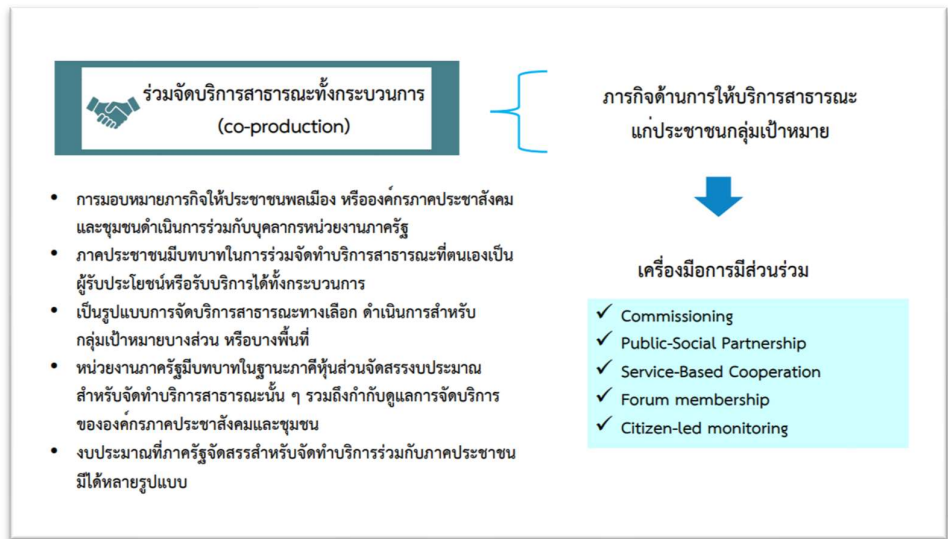 ร่วมจัดบริการสาธารณะทั้งกระบวนการ
(co-production)
ภารกิจด้านการให้บริการสาธารณะ
แก่ประชาชนกลุ่มเป้าหมาย
• การมอบหมายภารกิจให้ประชาชนพลเมือง หรือองค์กรภาคประชาสังคม
และชุมชนดำเนินการร่วมกับบุคลากรหน่วยงานภาครัฐ
• ภาคประชาชนมีบทบาทในการร่วมจัดทำบริการสาธารณะที่ตนเองเป็น
ผู้รับประโยชน์หรือรับบริการได้ทั้งกระบวนการ
• เป็นรูปแบบการจัดบริการสาธารณะทางเลือก ดำเนินการสำหรับ
กลุ่มเป้าหมายบางส่วน หรือบางพื้นที่
• หน่วยงานภาครัฐมีบทบาทในฐานะภาคีหุ้นส่วนจัดสรรงบประมาณ
สำหรับจัดทำบริการสาธารณะนั้น ๆ รวมถึงกำกับดูแลการจัดบริการ
ขององค์กรภาคประชาสังคมและชุมชน
• งบประมาณที่ภาครัฐจัดสรรสำหรับจัดทำบริการร่วมกับภาคประชาชน
มีได้หลายรูปแบบ
เครื่องมือการมีส่วนร่วม
✓ Commissioning
✓ Public-Social Partnership
✓ Service-Based Cooperation
✓ Forum membership
✓ Citizen-led monitoring